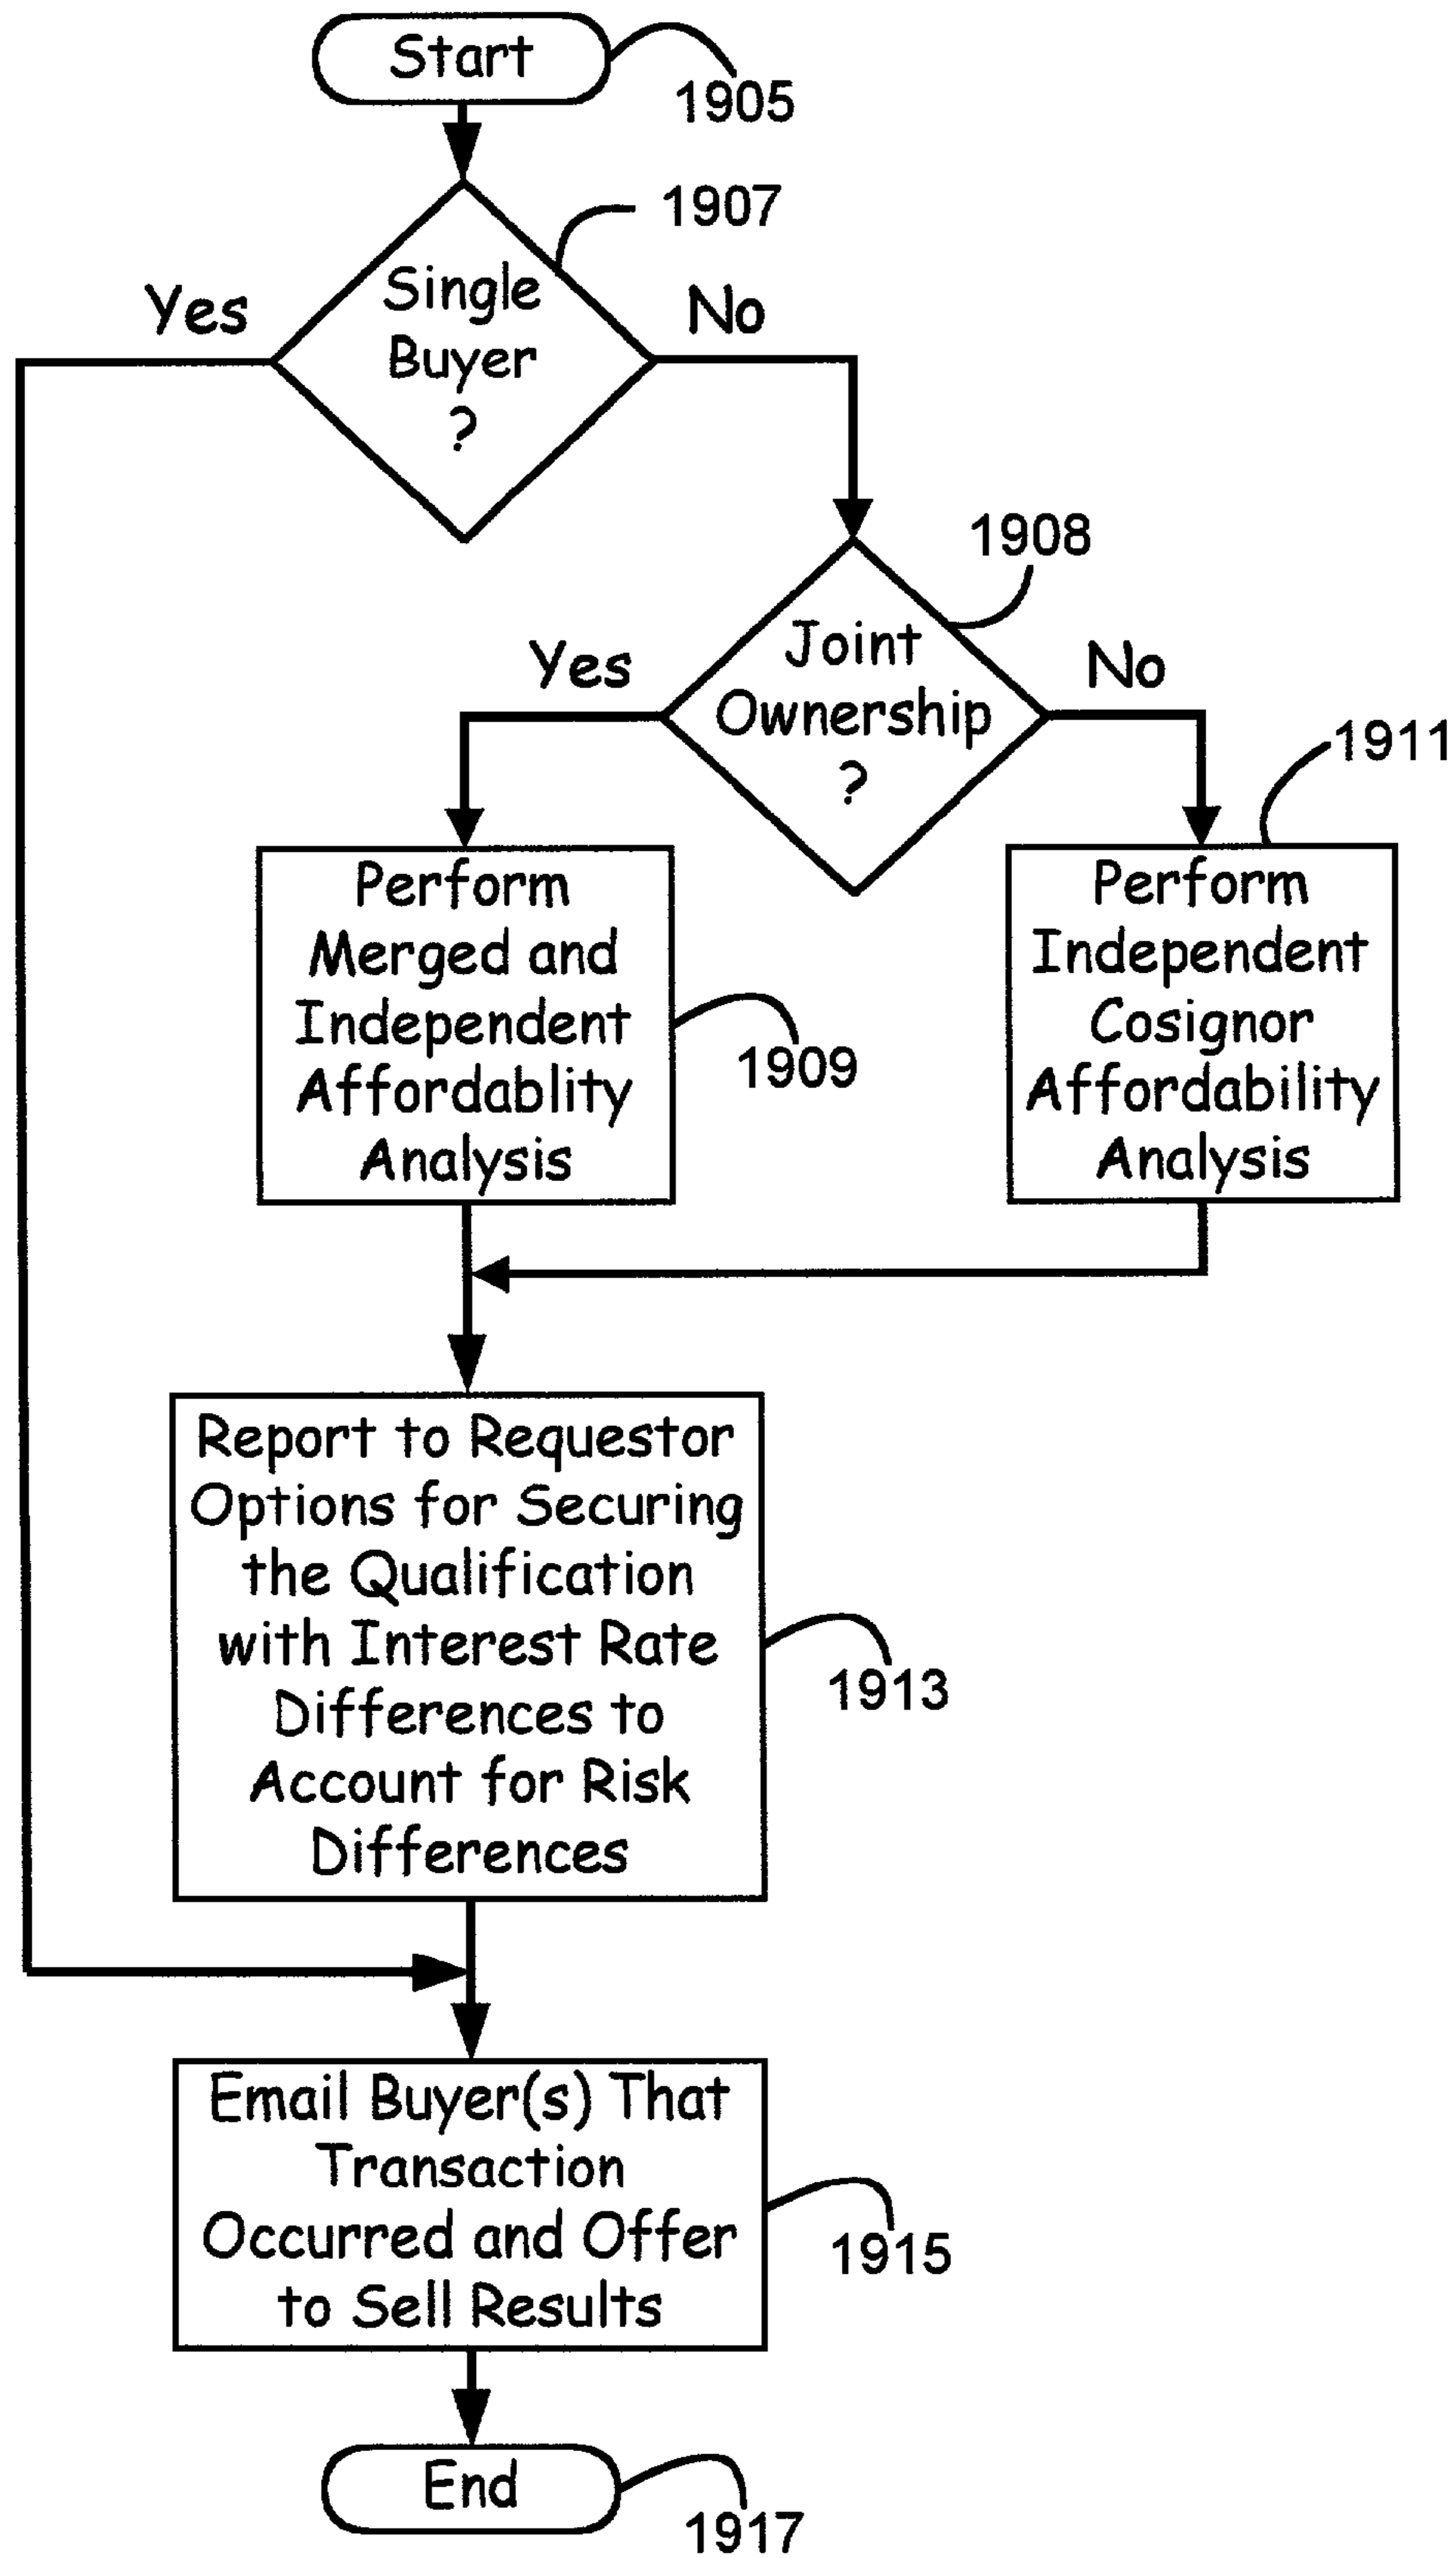 Start
1905
1907
Single
Buyer
?
Yes
No
1908
Joint
Ownership
?
Yes
No
1911
Perform
Merged and
Independent
Affordablity
Analysis
1909
Perform
Independent
Cosignor
Affordability
Analysis
Report to Requestor
Options for Securing
the Qualification
with Interest Rate
Differences to
Account for Risk
Differences
1913
Email Buyer(s) That
Transaction
Occurred and Offer
to Sell Results
1915
End
1917